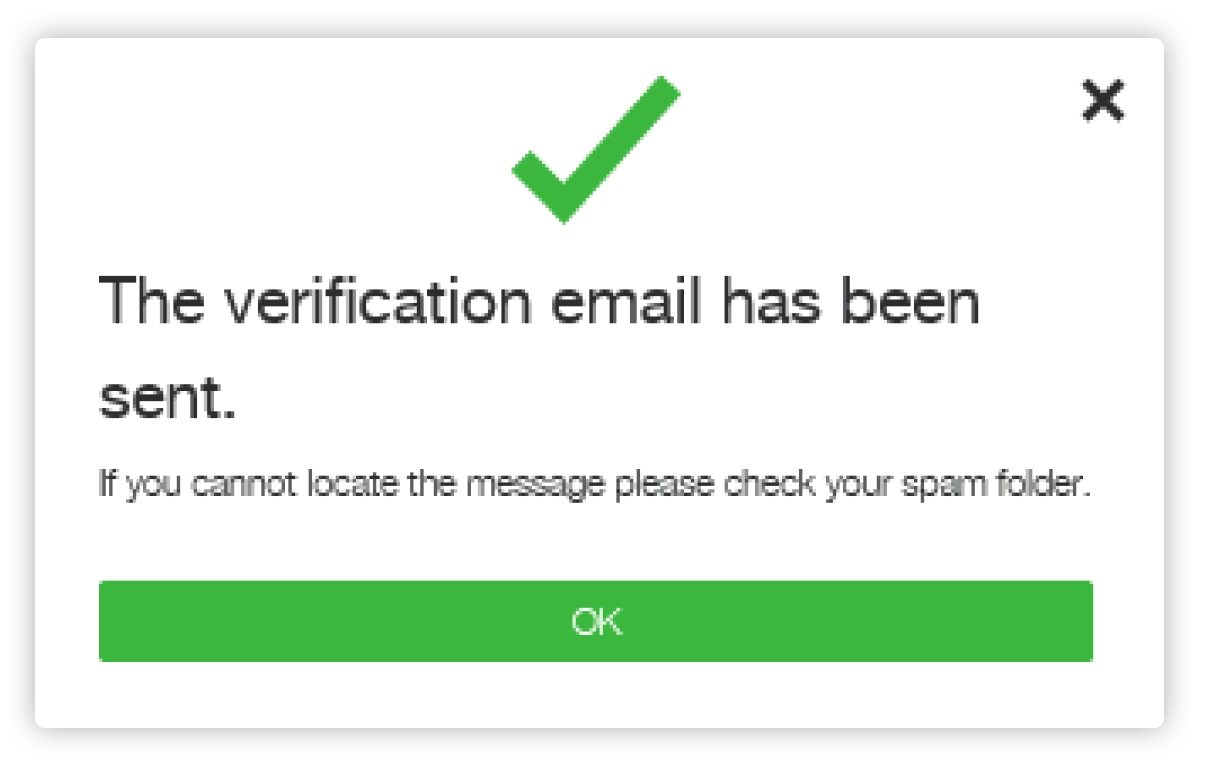 The verification email has been
sent.
If you cannot locate the message please check your spam folder.
OK